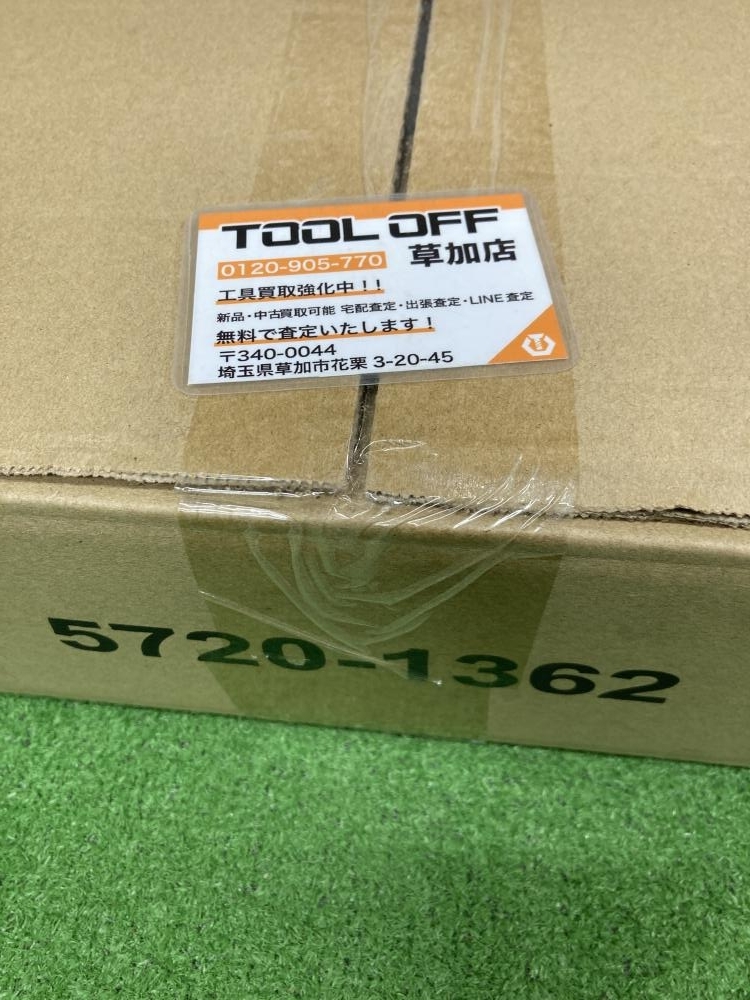 TOOL OFF
0120-905-770 草加店
工具買取強化中！！
新品・中古買取可能 宅配査定・出張査定・LINE査定
無料で査定いたします！
〒340-0044
埼玉県草加市花栗 3-20-45
5720-1362